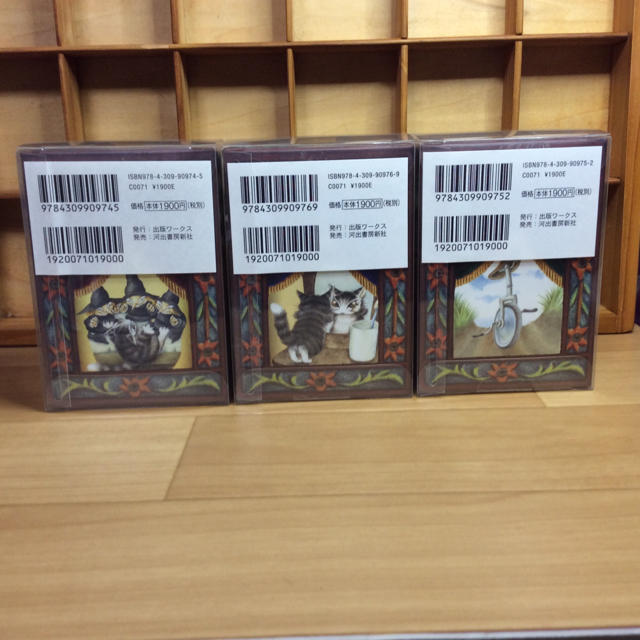 ISBN978-4-309-90974-5
C0071 ¥1900E
9784309909745
価格 本体1900円(税別)
1920071019000
発行:出版ワークス
発売:河出書房新社
ISBN978-4-309-90976-9
C0071 ¥1900E
9784309909769
価格 本体1900円(税別)
1920071019000
発行:出版ワークス
発売:河出書房新社
ISBN978-4-309-90975-2
C0071 ¥1900E
9784309909752
価格 本体1900円(税別)
1920071019000
発行:出版ワークス
発売:河出書房新社